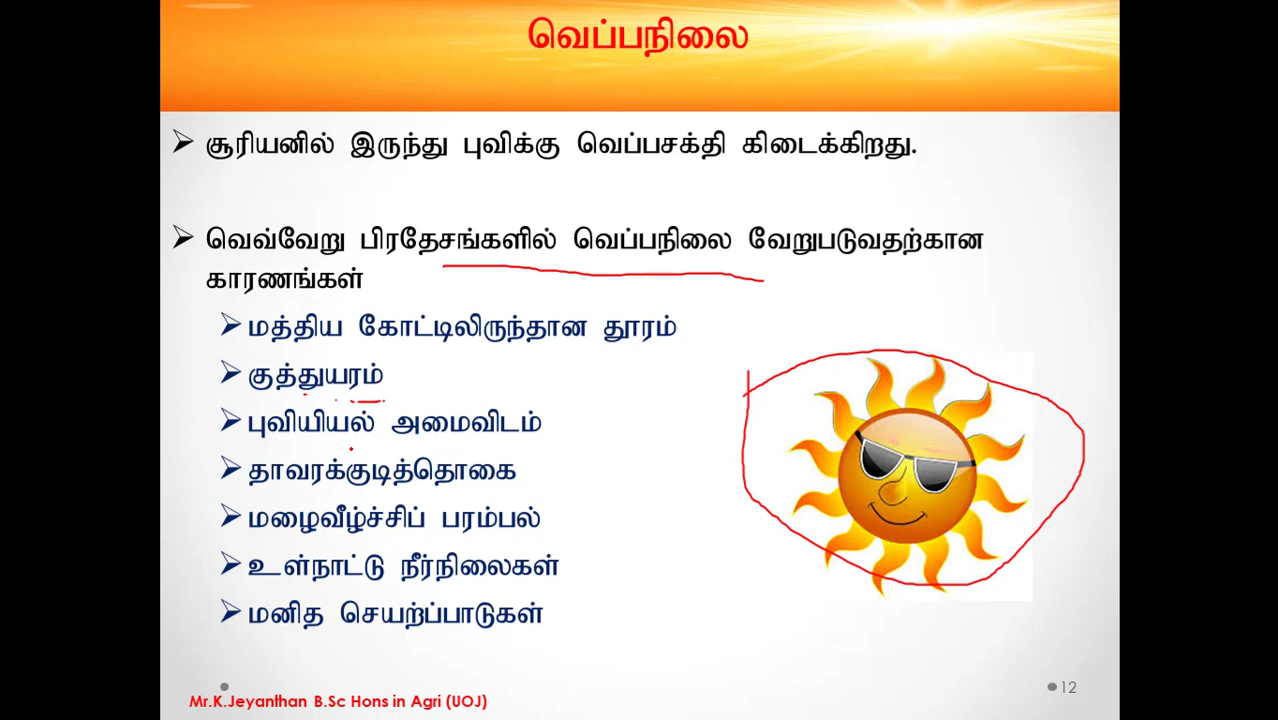 வெப்பநிலை
சூரியனில் இருந்து புவிக்கு வெப்பசக்தி கிடைக்கிறது.
வெவ்வேறு பிரதேசங்களில் வெப்பநிலை வேறுபடுவதற்கான
காரணங்கள்
மத்திய கோட்டிலிருந்தான தூரம்
குத்துயரம்
புவியியல் அமைவிடம்
தாவரக்குடித்தொகை
மழைவீழ்ச்சிப் பரம்பல்
உள்நாட்டு நீர்நிலைகள்
மனித செயற்ப்பாடுகள்
Mr.K.Jeyanthan B.Sc Hons in Agri (UOJ)
12